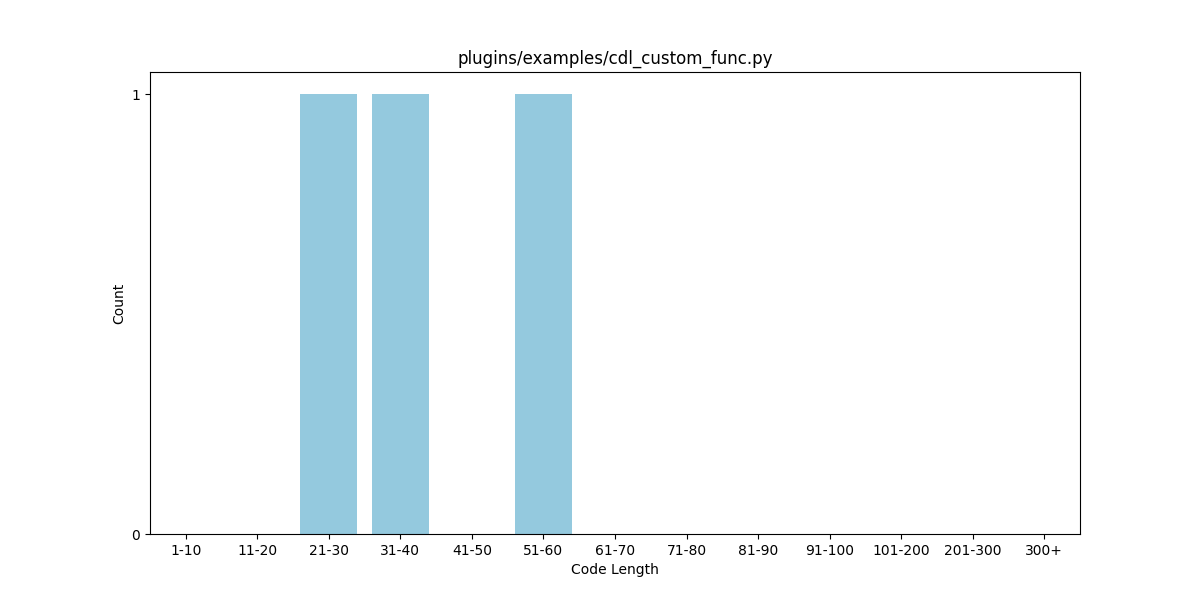 plugins/examples/cdl_custom_func.py
1
0
Count
1-10 11-20 21-30 31-40 41-50 51-60 61-70 71-80 81-90 91-100 101-200 201-300 300+
Code Length